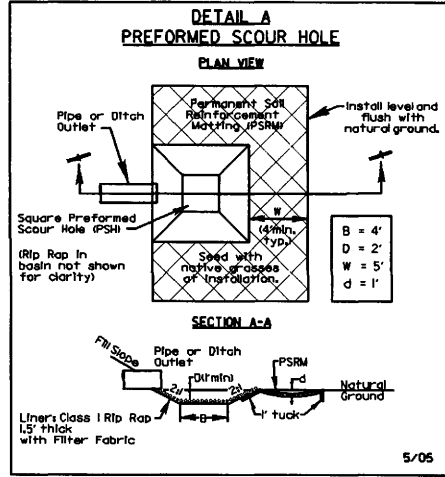 DETAIL A
PREFORMED SCOUR HOLE
PLAN VIEW
Pipe or Ditch
Outlet
Permanent Soil
Reinforcement
Matting (PSRM)
Install level and
flush with
natural ground.
Square Preformed
Scour Hole (PSH)
(Rip Rap in
basin not shown
for clarity)
W
(4'min.
typ.)
Seed with
native grasses
at installation.
B = 4'
D = 2'
W = 5'
d = 1'
SECTION A-A
Fill Slope
Pipe or Ditch
Outlet
D(1'min)
2:1
2:1
B
PSRM
d
Natural
Ground
1' tuck
Liner: Class I Rip Rap
1.5' thick
with Filter Fabric
5/05